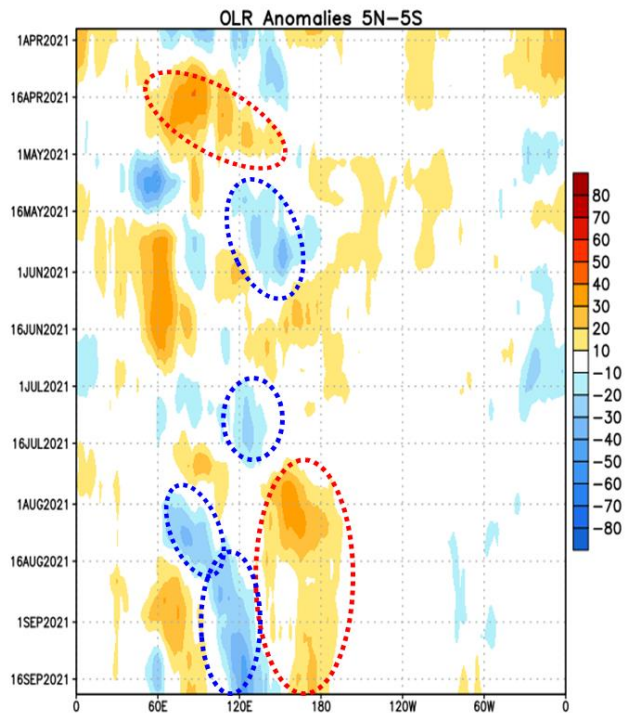 OLR Anomalies 5N–5S
1APR2021
16APR2021
1MAY2021
16MAY2021
1JUN2021
16JUN2021
1JUL2021
16JUL2021
1AUG2021
16AUG2021
1SEP2021
16SEP2021
0 60E 120E 180 120W 60W 0
80
70
60
50
40
30
20
10
−10
−20
−30
−40
−50
−60
−70
−80